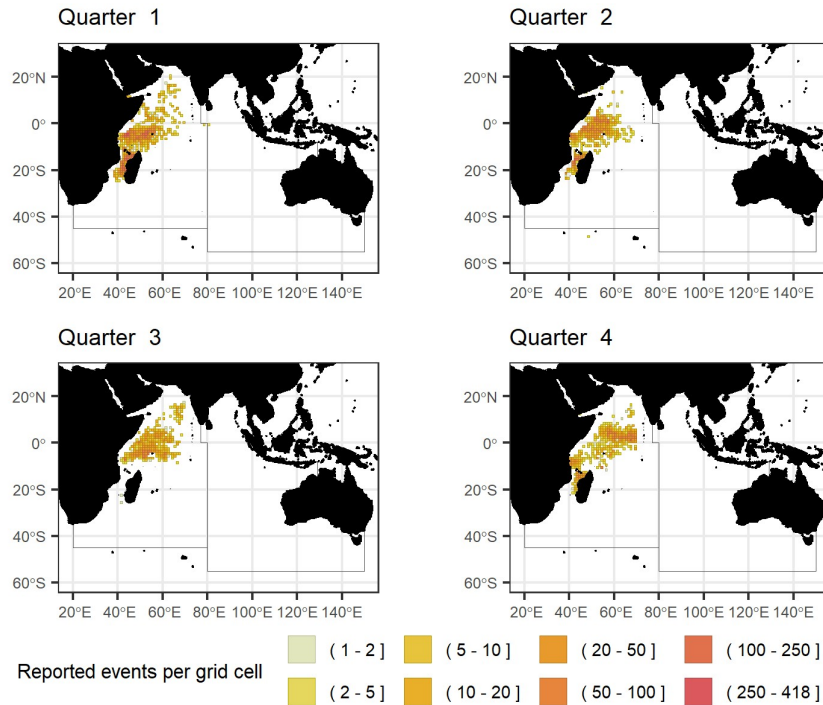 Quarter 1
Quarter 2
20°N
0°
20°S
40°S
60°S
20°E 40°E 60°E 80°E 100°E 120°E 140°E
20°N
0°
20°S
40°S
60°S
20°E 40°E 60°E 80°E 100°E 120°E 140°E
Quarter 3
Quarter 4
20°N
0°
20°S
40°S
60°S
20°E 40°E 60°E 80°E 100°E 120°E 140°E
20°N
0°
20°S
40°S
60°S
20°E 40°E 60°E 80°E 100°E 120°E 140°E
Reported events per grid cell
( 1 - 2 ] ( 5 - 10 ] ( 20 - 50 ] (100 - 250 ]
( 2 - 5 ] ( 10 - 20 ] ( 50 - 100 ] (250 - 418 ]